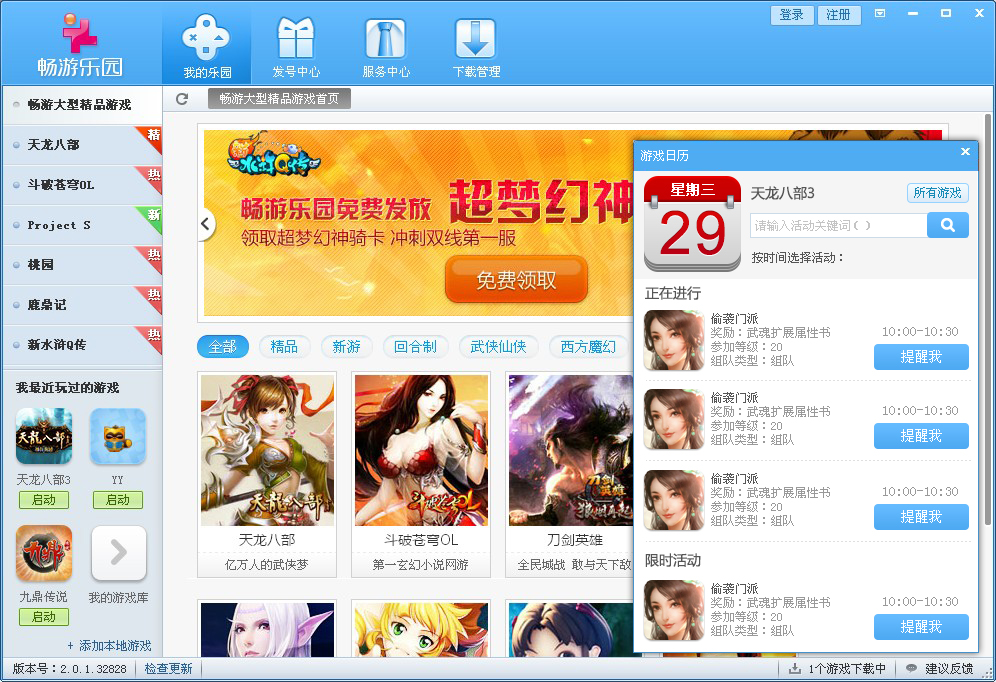 登录 注册
畅游乐园
我的乐园 发号中心 服务中心 下载管理
畅游大型精品游戏首页
畅游大型精品游戏
天龙八部 精
斗破苍穹OL 热
Project S 新
桃园 热
鹿鼎记 热
新水浒Q传 热
我最近玩过的游戏
天龙八部
天龙八部3 YY
启动 启动
九鼎
九鼎传说 我的游戏库
启动
+ 添加本地游戏
新水浒Q传
畅游乐园免费发放 超梦幻神
领取超梦幻神骑卡 冲刺双线第一服
免费领取
全部 精品 新游 回合制 武侠仙侠 西方魔幻
天龙八部 斗破苍穹 刀剑英雄
天龙八部 斗破苍穹OL 刀剑英雄
亿万人的武侠梦 第一玄幻小说网游 全民城战 敢与天下敌
游戏日历
星期三
29
天龙八部3 所有游戏
请输入活动关键词（ ）
按时间选择活动：
正在进行
偷袭门派
奖励：武魂扩展属性书
参加等级：20
组队类型：组队
10:00-10:30
提醒我
偷袭门派
奖励：武魂扩展属性书
参加等级：20
组队类型：组队
10:00-10:30
提醒我
偷袭门派
奖励：武魂扩展属性书
参加等级：20
组队类型：组队
10:00-10:30
提醒我
限时活动
偷袭门派
奖励：武魂扩展属性书
参加等级：20
组队类型：组队
10:00-10:30
提醒我
版本号：2.0.1.32828 检查更新 1个游戏下载中 建议反馈